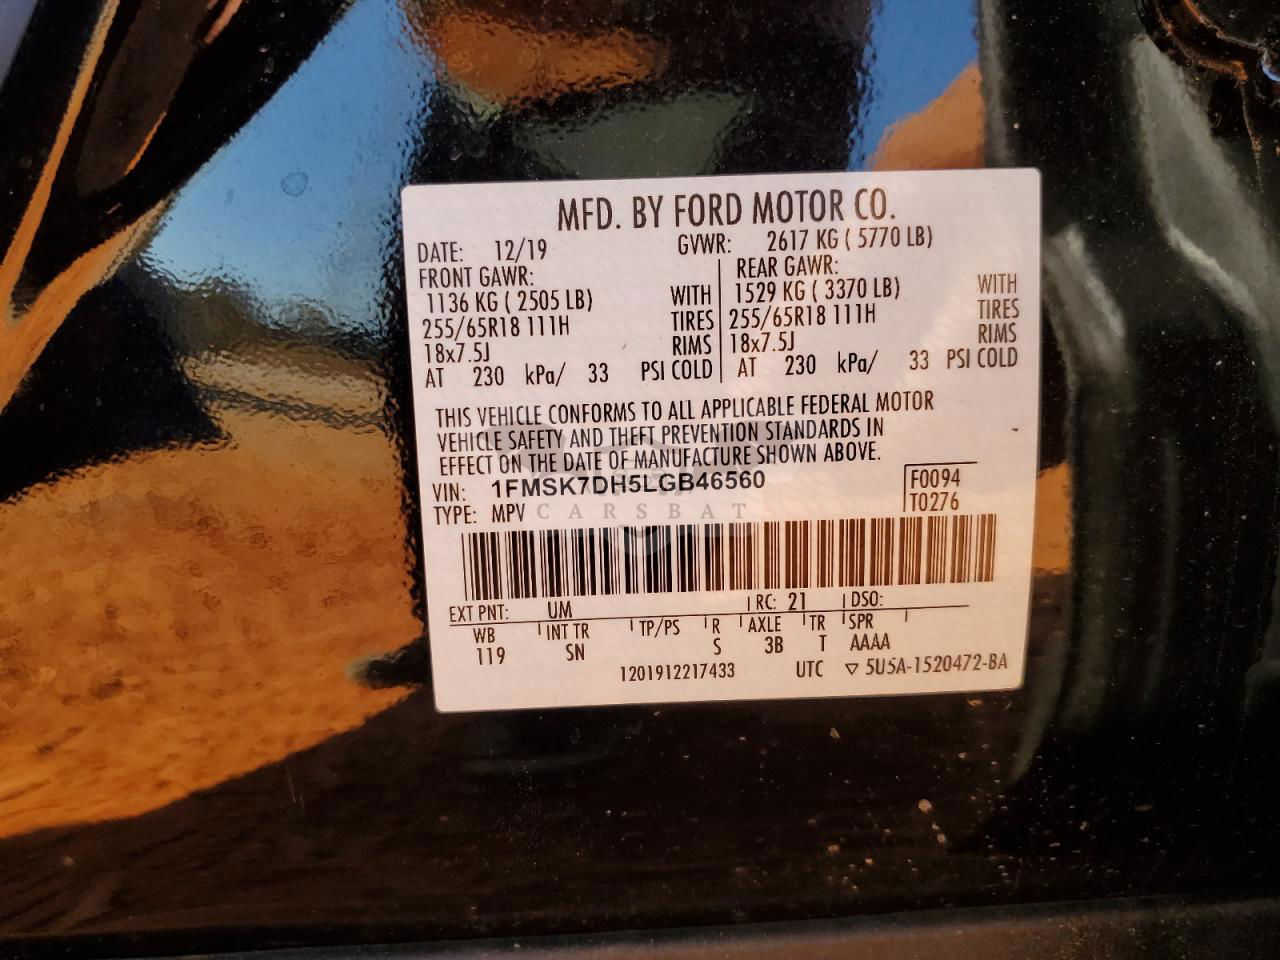 MFD. BY FORD MOTOR CO.
DATE: 12/19 GVWR: 2617 KG ( 5770 LB)
FRONT GAWR: REAR GAWR:
1136 KG ( 2505 LB) WITH 1529 KG ( 3370 LB) WITH
255/65R18 111H TIRES 255/65R18 111H TIRES
18x7.5J RIMS 18x7.5J RIMS
AT 230 kPa/ 33 PSI COLD AT 230 kPa/ 33 PSI COLD
THIS VEHICLE CONFORMS TO ALL APPLICABLE FEDERAL MOTOR
VEHICLE SAFETY AND THEFT PREVENTION STANDARDS IN
EFFECT ON THE DATE OF MANUFACTURE SHOWN ABOVE.
VIN: 1FMSK7DH5LGB46560 F0094
TYPE: MPV T0276
CARSBAT
EXT PNT: UM RC: 21 DSO:
WB INT TR TP/PS R AXLE TR SPR
119 SN S 3B T AAAA
1201912217433 UTC ▽ 5U5A-1520472-BA